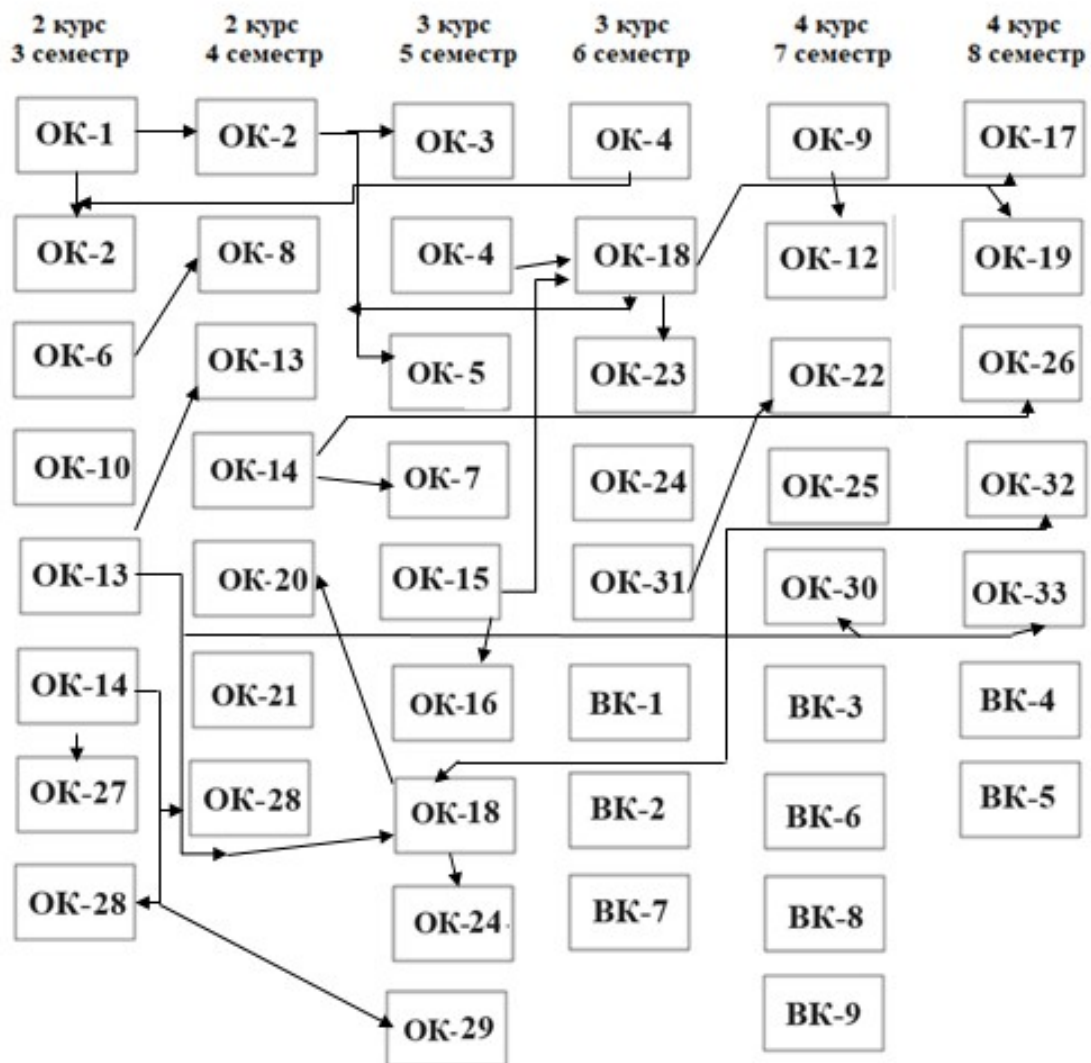 2 курс
3 семестр
2 курс
4 семестр
3 курс
5 семестр
3 курс
6 семестр
4 курс
7 семестр
4 курс
8 семестр
ОК-1
ОК-2
ОК-3
ОК-4
ОК-9
ОК-17
ОК-2
ОК-8
ОК-4
ОК-18
ОК-12
ОК-19
ОК-6
ОК-13
ОК-5
ОК-23
ОК-22
ОК-26
ОК-10
ОК-14
ОК-7
ОК-24
ОК-25
ОК-32
ОК-13
ОК-20
ОК-15
ОК-31
ОК-30
ОК-33
ОК-14
ОК-21
ОК-16
ВК-1
ВК-3
ВК-4
ОК-27
ОК-28
ОК-18
ВК-2
ВК-6
ВК-5
ОК-28
ОК-24
ВК-7
ВК-8
ОК-29
ВК-9